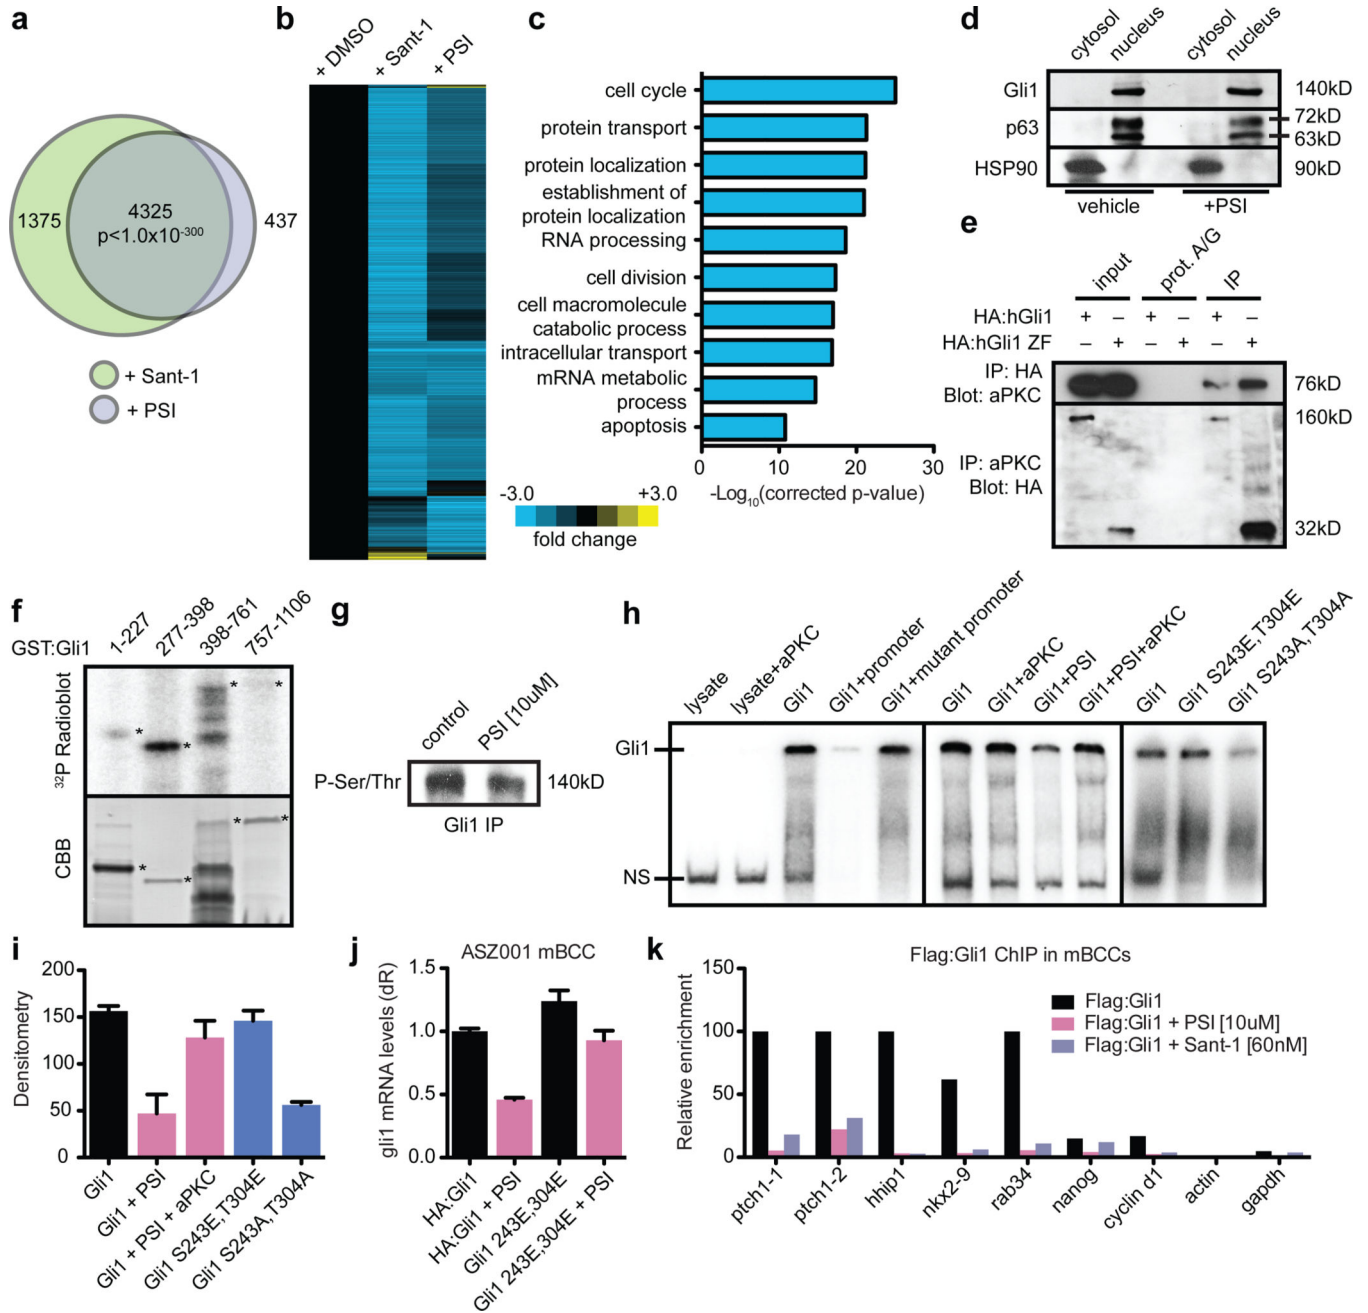 a
1375
4325
p<1.0x10-300
437
+ Sant-1
+ PSI
b
+ DMSO
+ Sant-1
+ PSI
-3.0
+3.0
fold change
c
cell cycle
protein transport
protein localization
establishment of
protein localization
RNA processing
cell division
cell macromolecule
catabolic process
intracellular transport
mRNA metabolic
process
apoptosis
0
10
20
30
-Log10(corrected p-value)
d
cytosol
nucleus
cytosol
nucleus
Gli1
140kD
p63
72kD
63kD
HSP90
90kD
vehicle
+PSI
e
input
prot. A/G
IP
HA:hGli1
+ – + – + –
HA:hGli1 ZF
– + – + – +
IP: HA
Blot: aPKC
76kD
160kD
IP: aPKC
Blot: HA
32kD
f
GST:Gli1
1-227
277-398
398-761
757-1106
32P Radioblot
* * * *
CBB
* * * *
g
control
PSI [10uM]
P-Ser/Thr
140kD
Gli1 IP
h
lysate
lysate+aPKC
Gli1
Gli1+promoter
Gli1+mutant promoter
Gli1
Gli1+aPKC
Gli1+PSI
Gli1+PSI+aPKC
Gli1
Gli1 S243E,T304E
Gli1 S243A,T304A
Gli1
NS
i
Densitometry
200
150
100
50
0
Gli1
Gli1 + PSI
Gli1 + PSI + aPKC
Gli1 S243E,T304E
Gli1 S243A,T304A
j
ASZ001 mBCC
gli1 mRNA levels (dR)
1.5
1.0
0.5
0.0
HA:Gli1
HA:Gli1 + PSI
Gli1 243E,304E
Gli1 243E,304E + PSI
k
Flag:Gli1 ChIP in mBCCs
Relative enrichment
150
100
50
0
Flag:Gli1
Flag:Gli1 + PSI [10uM]
Flag:Gli1 + Sant-1 [60nM]
ptch1-1
ptch1-2
hhip1
nkx2-9
rab34
nanog
cyclin d1
actin
gapdh